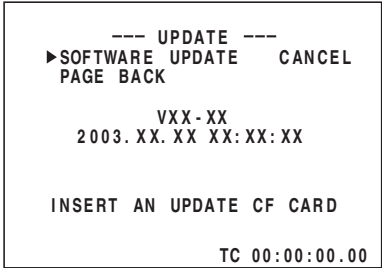 --- UPDATE ---
▶SOFTWARE UPDATE CANCEL
PAGE BACK
VXX-XX
2003.XX.XX XX:XX:XX
INSERT AN UPDATE CF CARD
TC 00:00:00.00